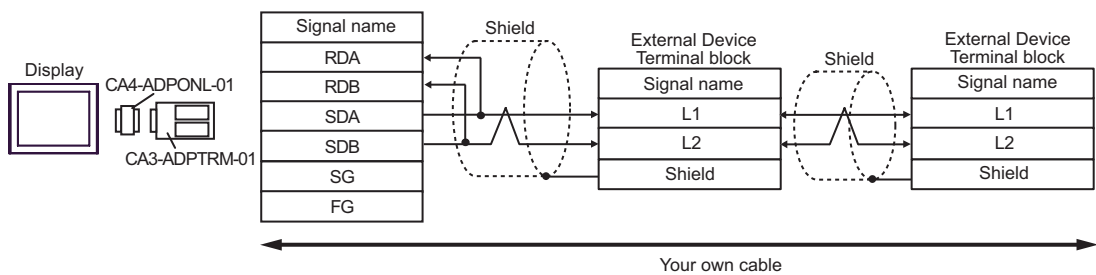 Display
CA4-ADPONL-01
CA3-ADPTRM-01
Signal name
RDA
RDB
SDA
SDB
SG
FG
Shield
External Device
Terminal block
Signal name
L1
L2
Shield
Shield
External Device
Terminal block
Signal name
L1
L2
Shield
Your own cable